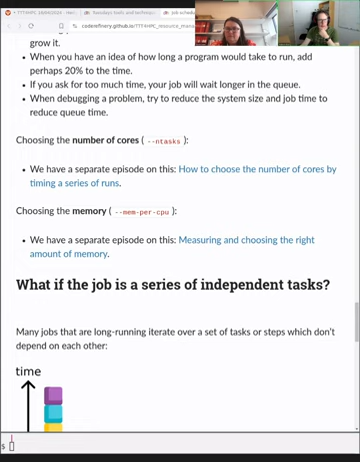 coderefinery.github.io/TTT4HPC_resource_mana
grow it.
• When you have an idea of how long a program would take to run, add
perhaps 20% to the time.
• If you ask for too much time, your job will wait longer in the queue.
• When debugging a problem, try to reduce the system size and job time to
reduce queue time.
Choosing the number of cores ( --ntasks ):
• We have a separate episode on this: How to choose the number of cores by
timing a series of runs.
Choosing the memory ( --mem-per-cpu ):
• We have a separate episode on this: Measuring and choosing the right
amount of memory.
What if the job is a series of independent tasks?
Many jobs that are long-running iterate over a set of tasks or steps which don't
depend on each other:
time
$